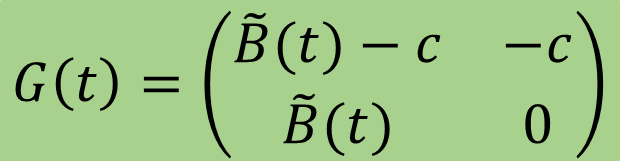 G(t) = ( B̃(t) − c   −c )
( B̃(t)   0 )